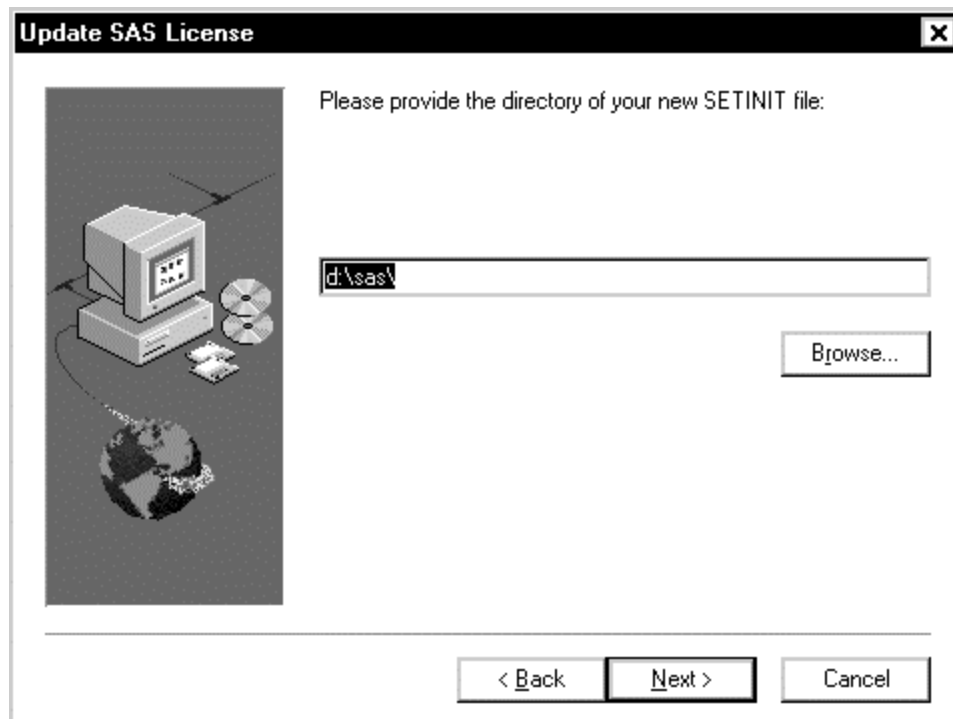 Update SAS License
Please provide the directory of your new SETINIT file:
d:\sas\
Browse...
< Back
Next >
Cancel